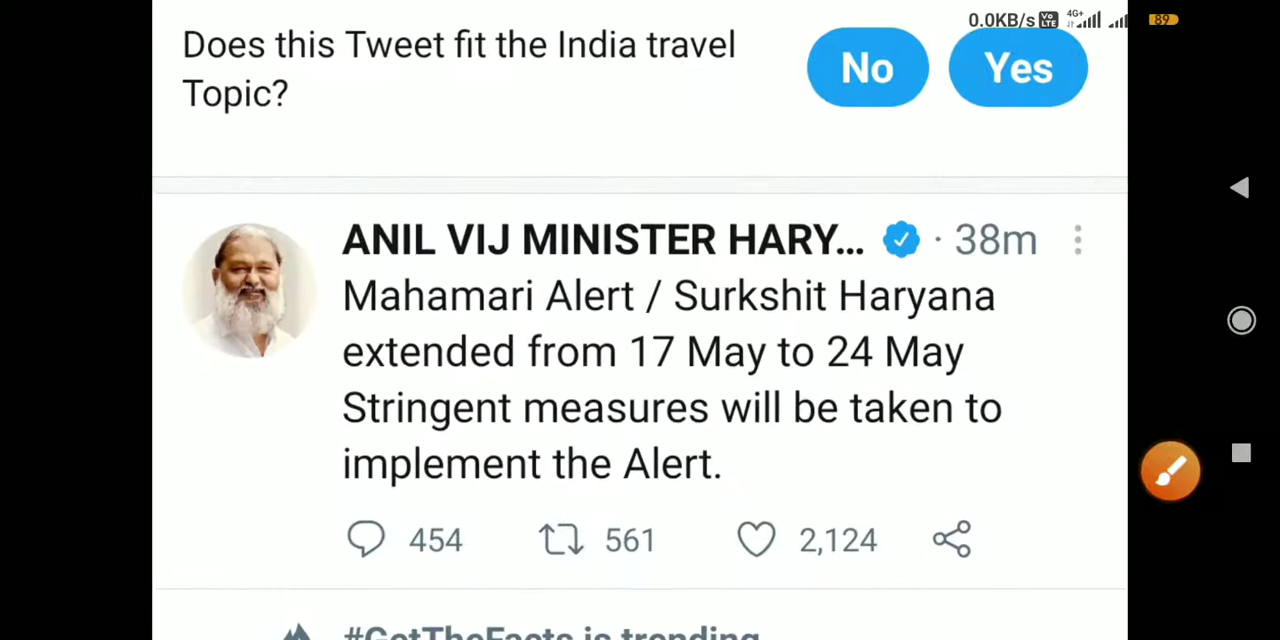 0.0KB/s Vo LTE 4G+ 89
Does this Tweet fit the India travel
Topic?
No
Yes
ANIL VIJ MINISTER HARY... · 38m
Mahamari Alert / Surkshit Haryana
extended from 17 May to 24 May
Stringent measures will be taken to
implement the Alert.
454 561 2,124
#GetTheFacts is trending